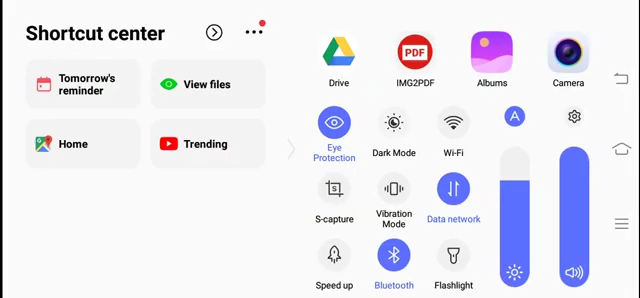 Shortcut center
Tomorrow's
reminder
View files
Home
Trending
Drive
PDF
IMG2PDF
Albums
Camera
Eye
Protection
Dark Mode
Wi-Fi
A
S-capture
S
Vibration
Mode
Data network
Speed up
Bluetooth
Flashlight